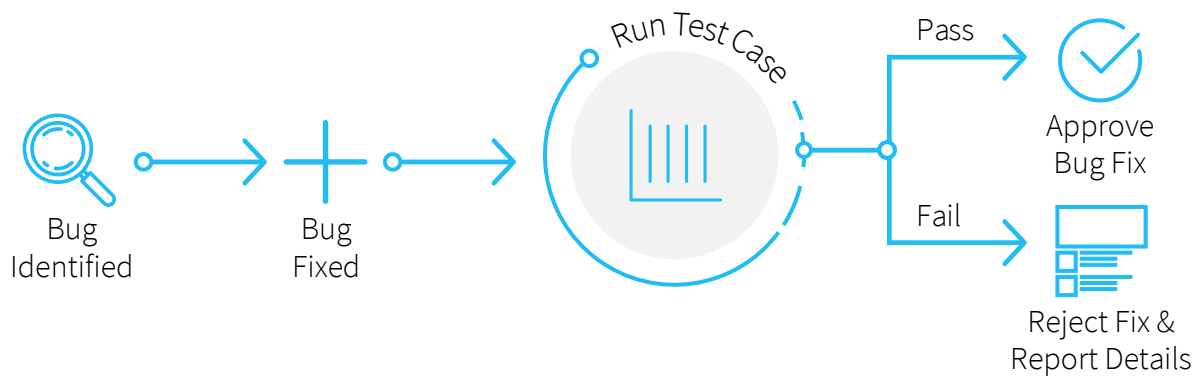 Bug
Identified
Bug
Fixed
Run Test Case
Pass
Approve
Bug Fix
Fail
Reject Fix &
Report Details